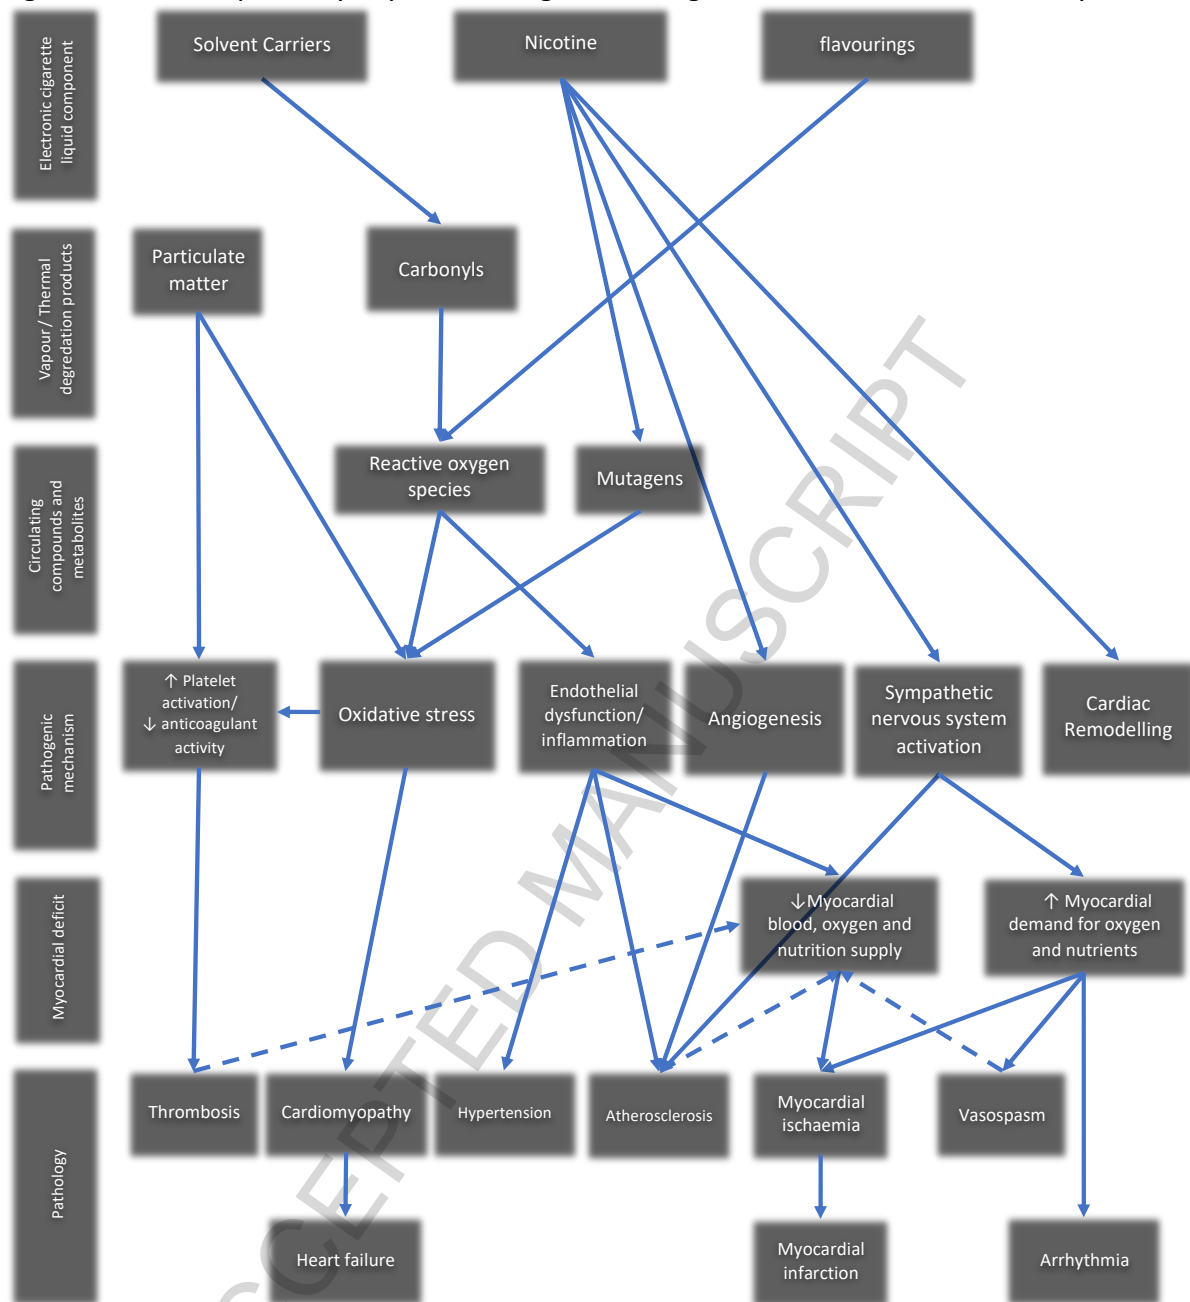 Electronic cigarette
liquid component
Solvent Carriers
Nicotine
flavourings
Vapour / Thermal
degredation products
Particulate
matter
Carbonyls
Circulating
compounds and
metabolites
Reactive oxygen
species
Mutagens
Pathogenic
mechanism
↑ Platelet
activation/
↓ anticoagulant
activity
Oxidative stress
Endothelial
dysfunction/
inflammation
Angiogenesis
Sympathetic
nervous system
activation
Cardiac
Remodelling
Myocardial deficit
↓Myocardial
blood, oxygen and
nutrition supply
↑ Myocardial
demand for oxygen
and nutrients
Pathology
Thrombosis
Cardiomyopathy
Hypertension
Atherosclerosis
Myocardial
ischaemia
Vasospasm
Heart failure
Myocardial
infarction
Arrhythmia
CCEPTED MANUSCRIPT